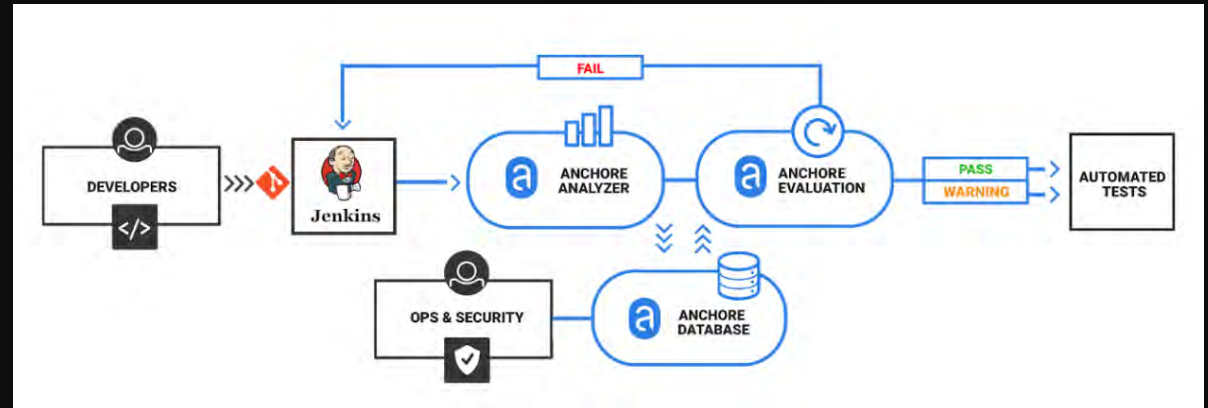 FAIL
DEVELOPERS
</>
Jenkins
a
ANCHORE
ANALYZER
a
ANCHORE
EVALUATION
PASS
WARNING
AUTOMATED
TESTS
OPS & SECURITY
a
ANCHORE
DATABASE